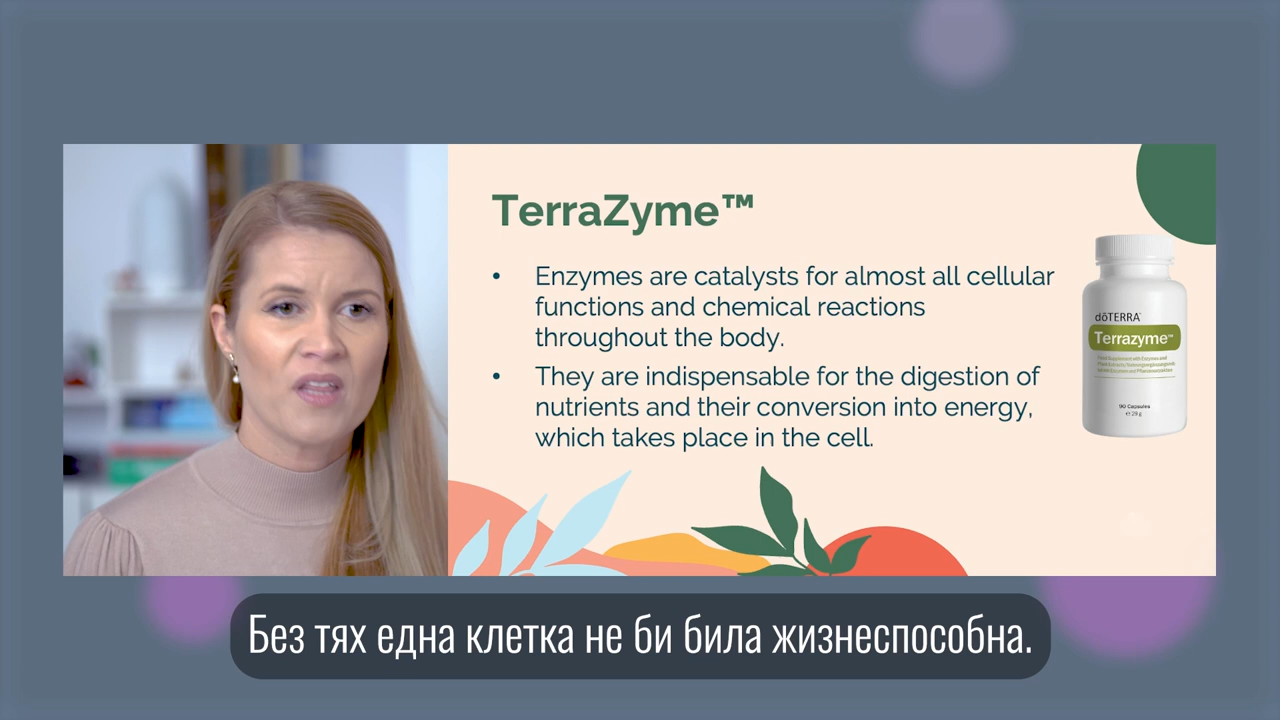 TerraZyme™
• Enzymes are catalysts for almost all cellular
functions and chemical reactions
throughout the body.
• They are indispensable for the digestion of
nutrients and their conversion into energy,
which takes place in the cell.
dōTERRA
Terrazyme™
90 Capsules
℮ 28 g
Без тях една клетка не би била жизнеспособна.